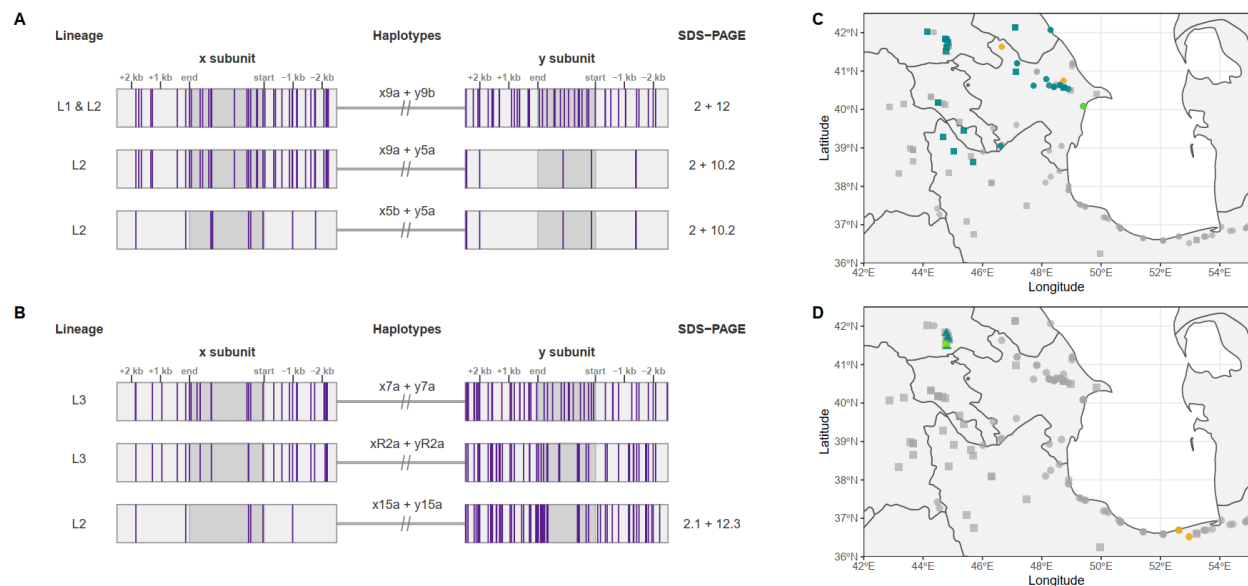 A
Lineage
Haplotypes
SDS−PAGE
x subunit
y subunit
+2 kb +1 kb end start −1 kb −2 kb
+2 kb +1 kb end start −1 kb −2 kb
L1 & L2
x9a + y9b
2 + 12
L2
x9a + y5a
2 + 10.2
L2
x5b + y5a
2 + 10.2
B
Lineage
Haplotypes
SDS−PAGE
x subunit
y subunit
+2 kb +1 kb end start −1 kb −2 kb
+2 kb +1 kb end start −1 kb −2 kb
L3
x7a + y7a
L3
xR2a + yR2a
L2
x15a + y15a
2.1 + 12.3
C
Latitude
42°N
41°N
40°N
39°N
38°N
37°N
36°N
42°E 44°E 46°E 48°E 50°E 52°E 54°E
Longitude
D
Latitude
42°N
41°N
40°N
39°N
38°N
37°N
36°N
42°E 44°E 46°E 48°E 50°E 52°E 54°E
Longitude